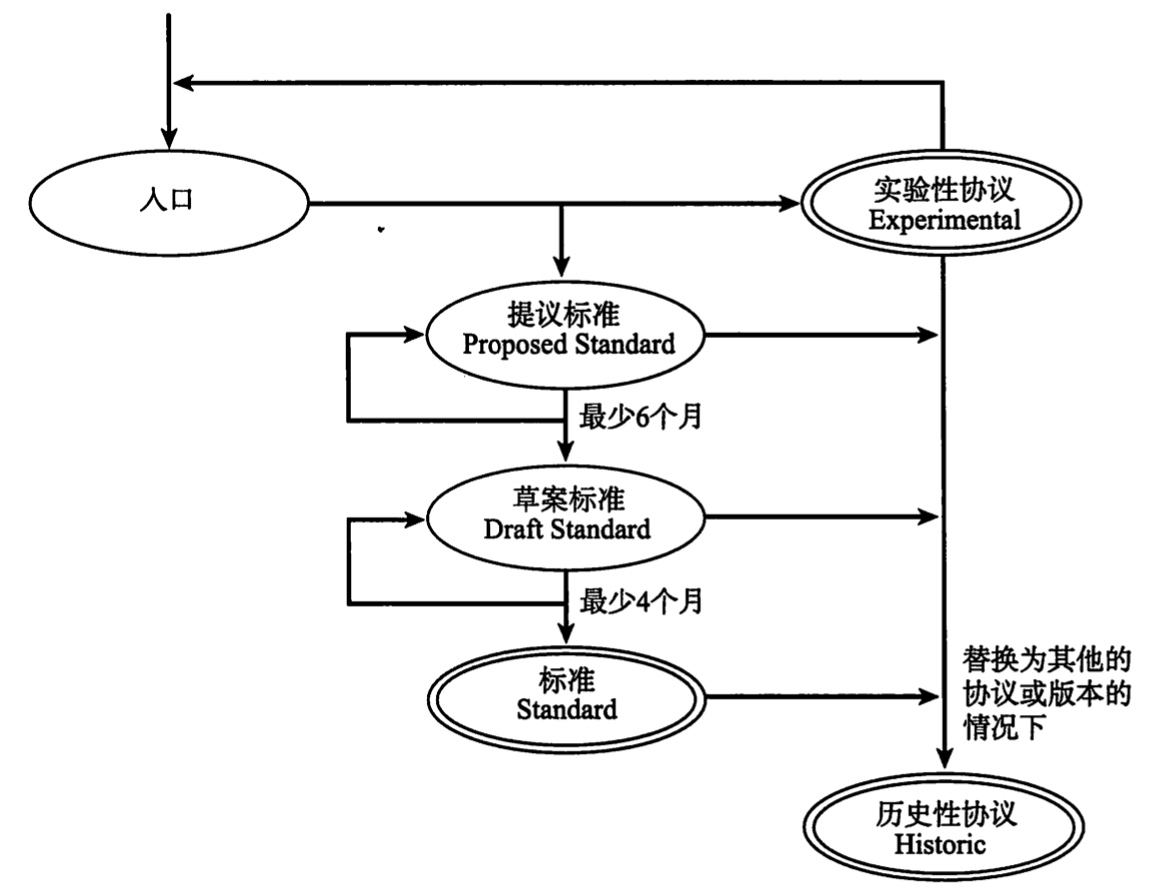 入口
实验性协议
Experimental
提议标准
Proposed Standard
最少6个月
草案标准
Draft Standard
最少4个月
标准
Standard
替换为其他的
协议或版本的
情况下
历史性协议
Historic